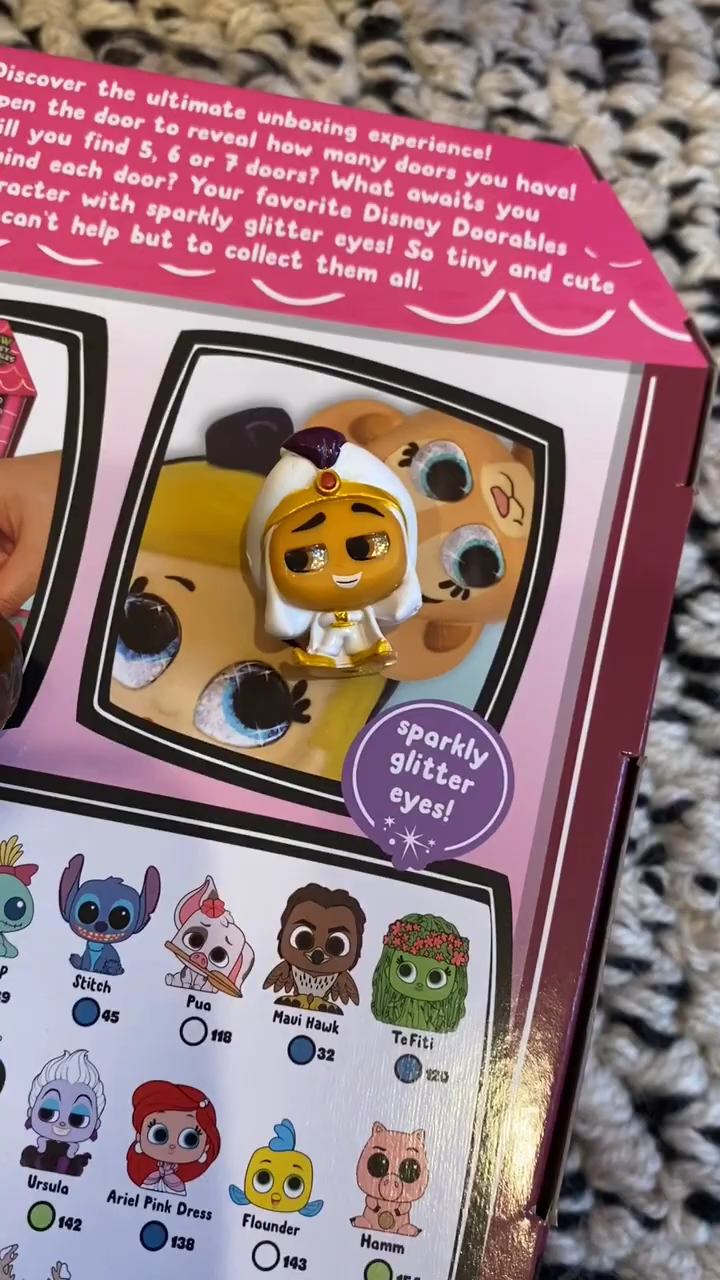 Discover the ultimate unboxing experience!
pen the door to reveal how many doors you have!
ill you find 5, 6 or 7 doors? What awaits you
ind each door? Your favorite Disney Doorables
racter with sparkly glitter eyes! So tiny and cute
can't help but to collect them all.
sparkly
glitter
eyes!
Stitch
45
Pua
118
Maui Hawk
32
TeFiti
120
Ursula
142
Ariel Pink Dress
138
Flounder
143
Hamm